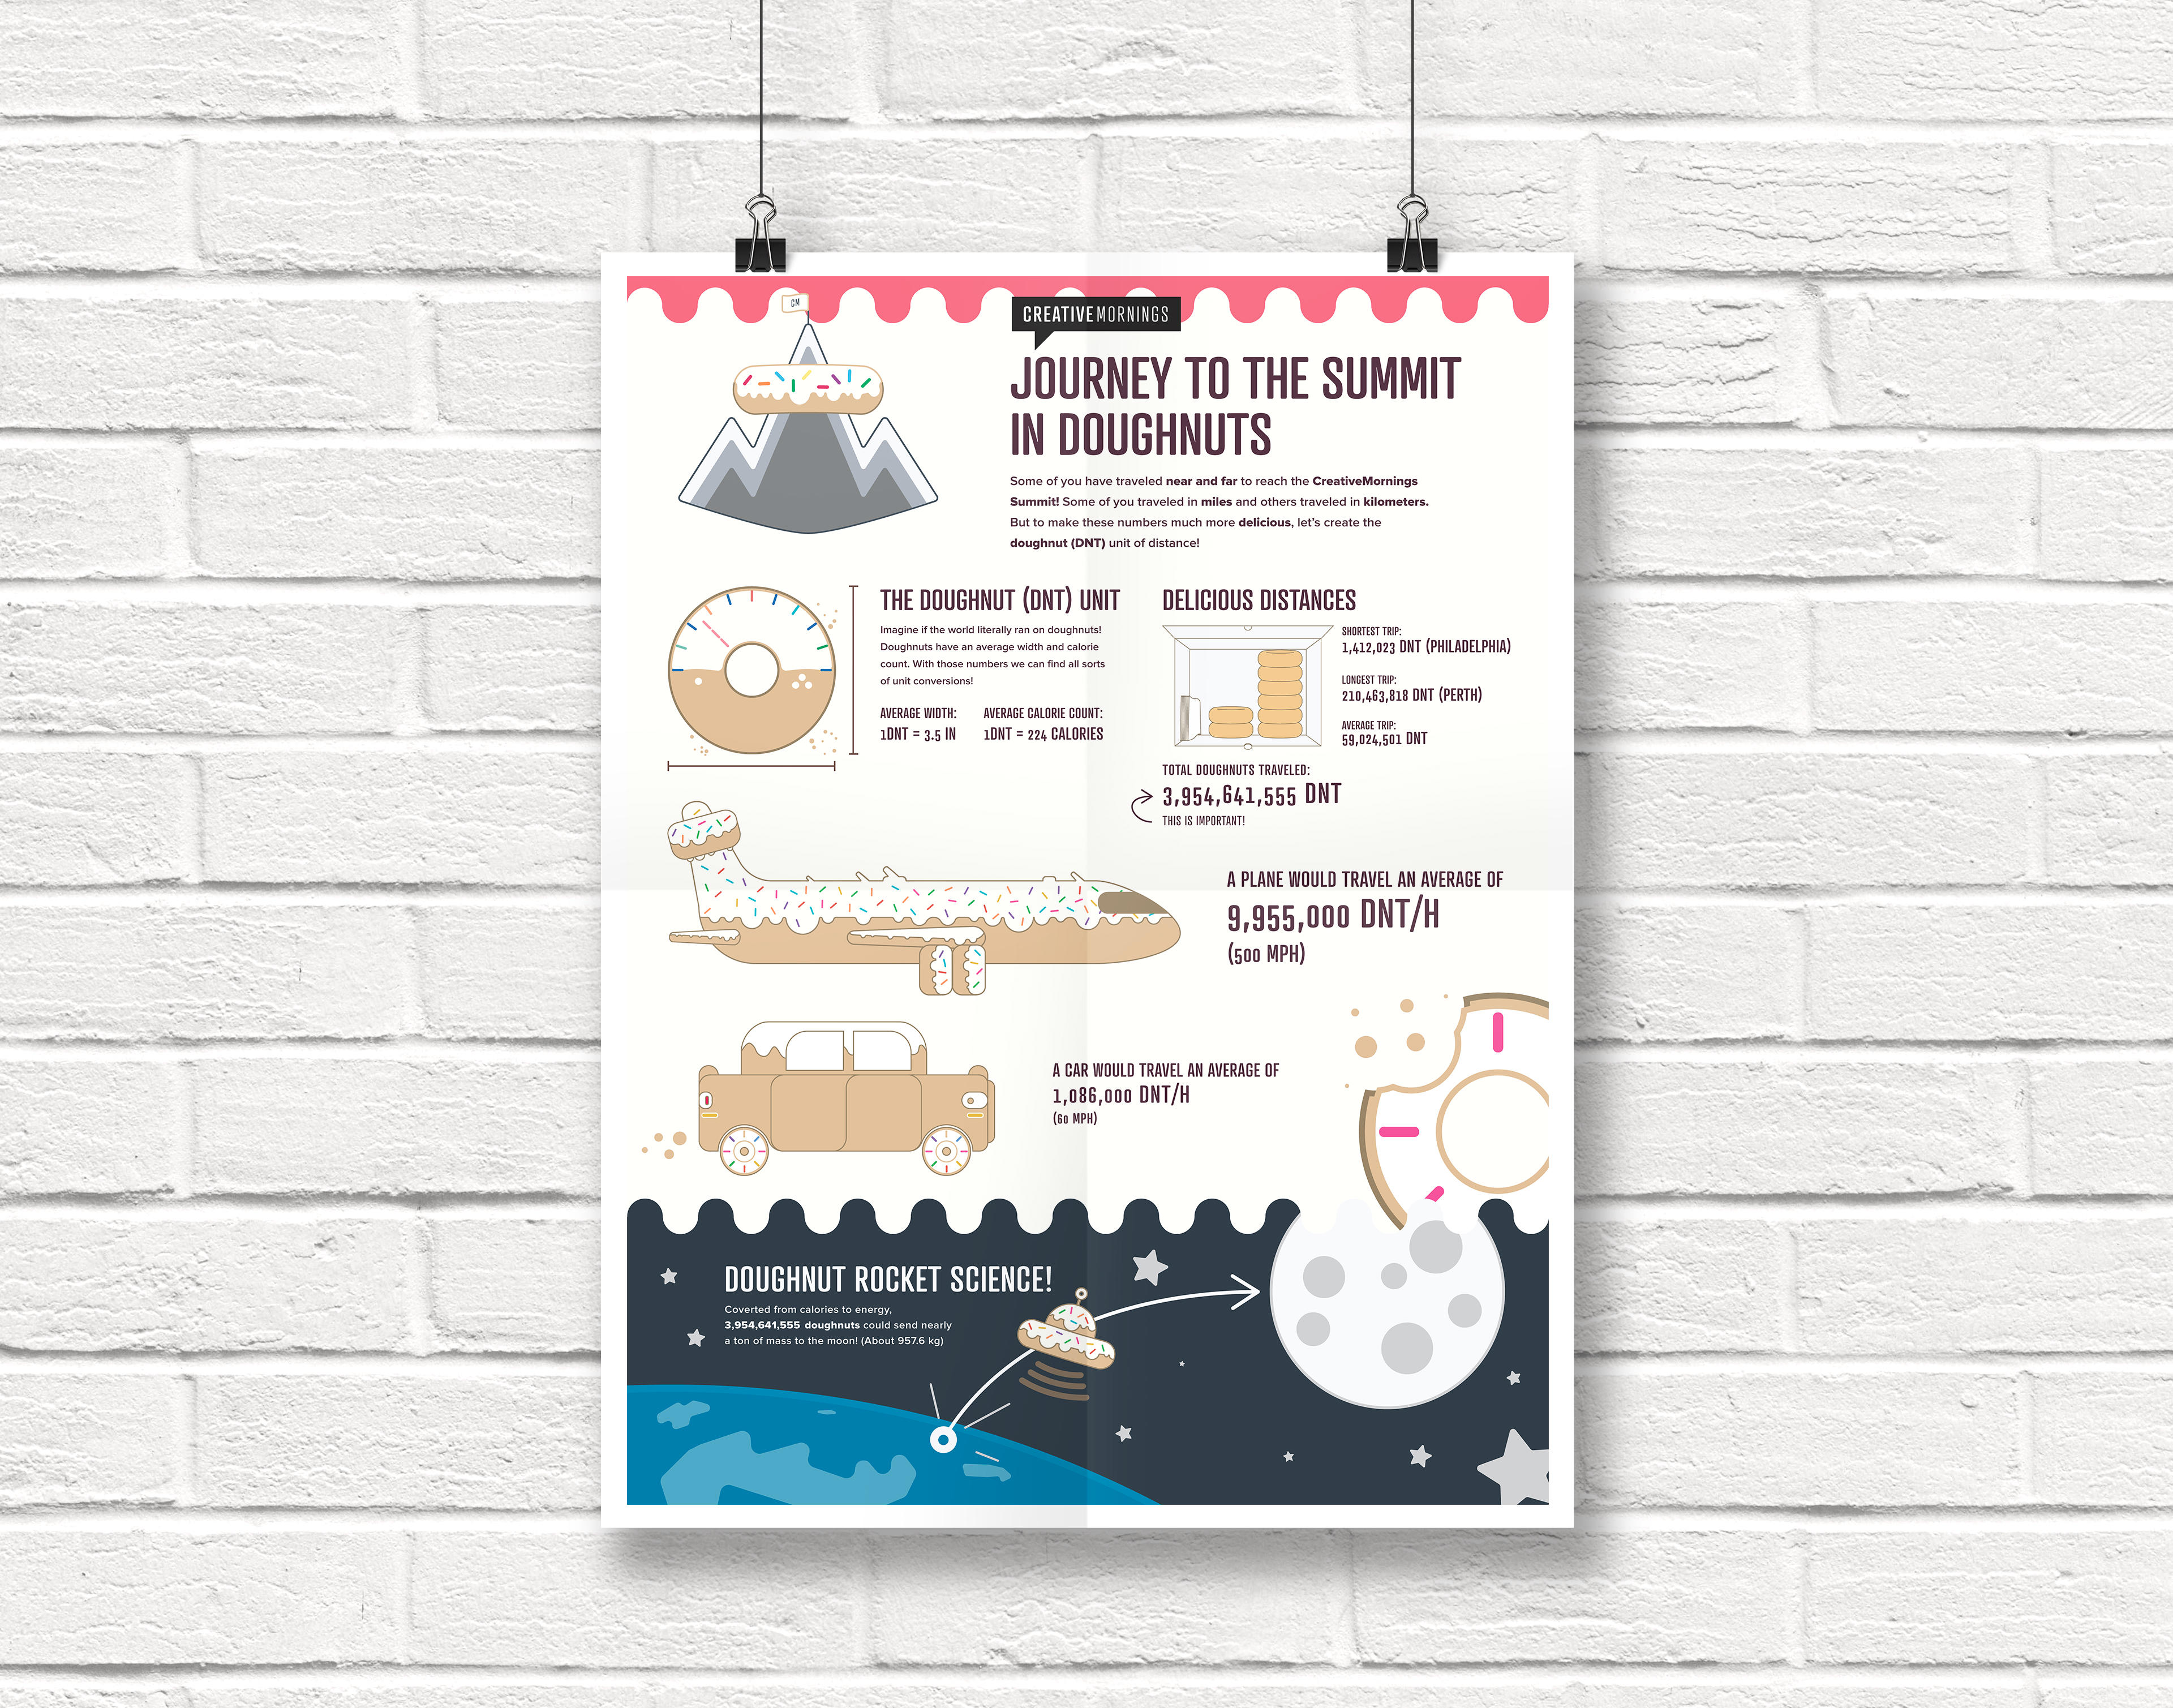 CM
CREATIVEMORNINGS
JOURNEY TO THE SUMMIT
IN DOUGHNUTS
Some of you have traveled near and far to reach the CreativeMornings
Summit! Some of you traveled in miles and others traveled in kilometers.
But to make these numbers much more delicious, let's create the
doughnut (DNT) unit of distance!
THE DOUGHNUT (DNT) UNIT
Imagine if the world literally ran on doughnuts!
Doughnuts have an average width and calorie
count. With those numbers we can find all sorts
of unit conversions!
AVERAGE WIDTH:
1DNT = 3.5 IN
AVERAGE CALORIE COUNT:
1DNT = 224 CALORIES
DELICIOUS DISTANCES
SHORTEST TRIP:
1,412,023 DNT (PHILADELPHIA)
LONGEST TRIP:
210,463,818 DNT (PERTH)
AVERAGE TRIP:
59,024,501 DNT
TOTAL DOUGHNUTS TRAVELED:
3,954,641,555 DNT
THIS IS IMPORTANT!
A PLANE WOULD TRAVEL AN AVERAGE OF
9,955,000 DNT/H
(500 MPH)
A CAR WOULD TRAVEL AN AVERAGE OF
1,086,000 DNT/H
(60 MPH)
DOUGHNUT ROCKET SCIENCE!
Coverted from calories to energy,
3,954,641,555 doughnuts could send nearly
a ton of mass to the moon! (About 957.6 kg)